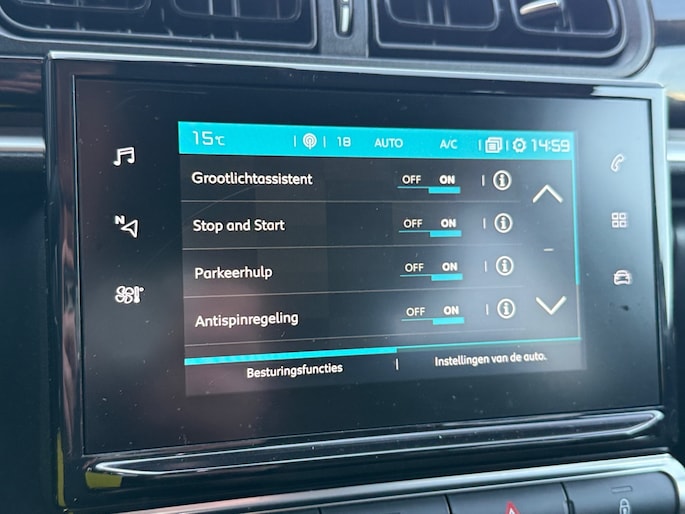 15°C 18 AUTO A/C 14:59
N
Grootlichtassistent OFF ON
Stop and Start OFF ON
Parkeerhulp OFF ON
Antispinregeling OFF ON
Besturingsfuncties Instellingen van de auto.